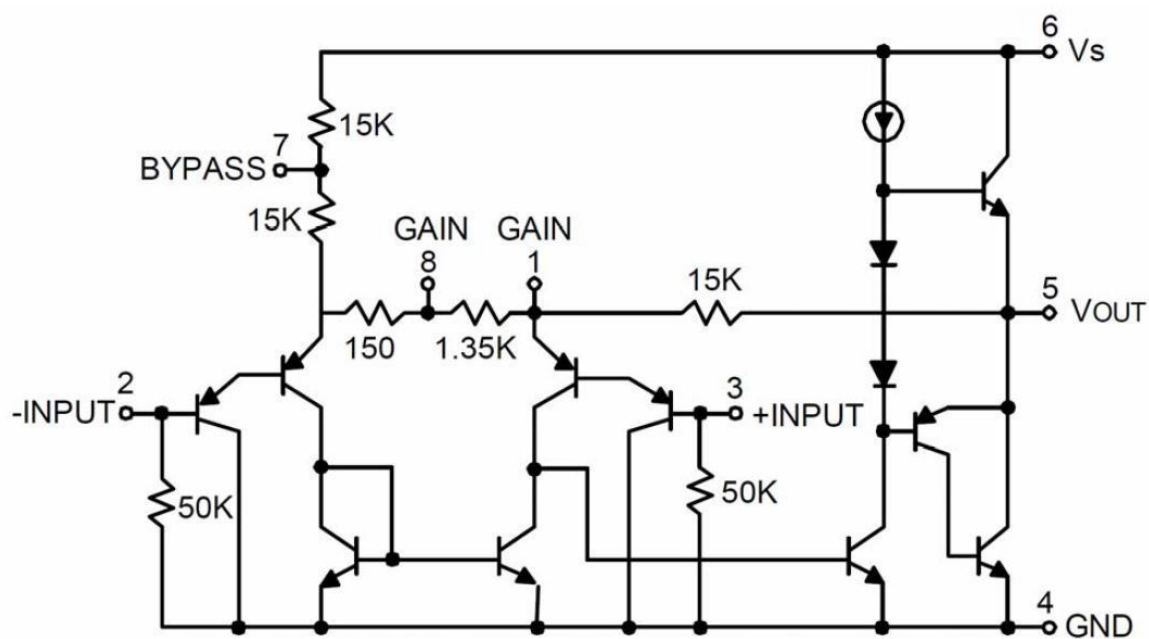 6
Vs
15K
7
BYPASS
15K
GAIN GAIN
8 1
15K
5
VOUT
150 1.35K
2
-INPUT
3
+INPUT
50K
50K
4
GND